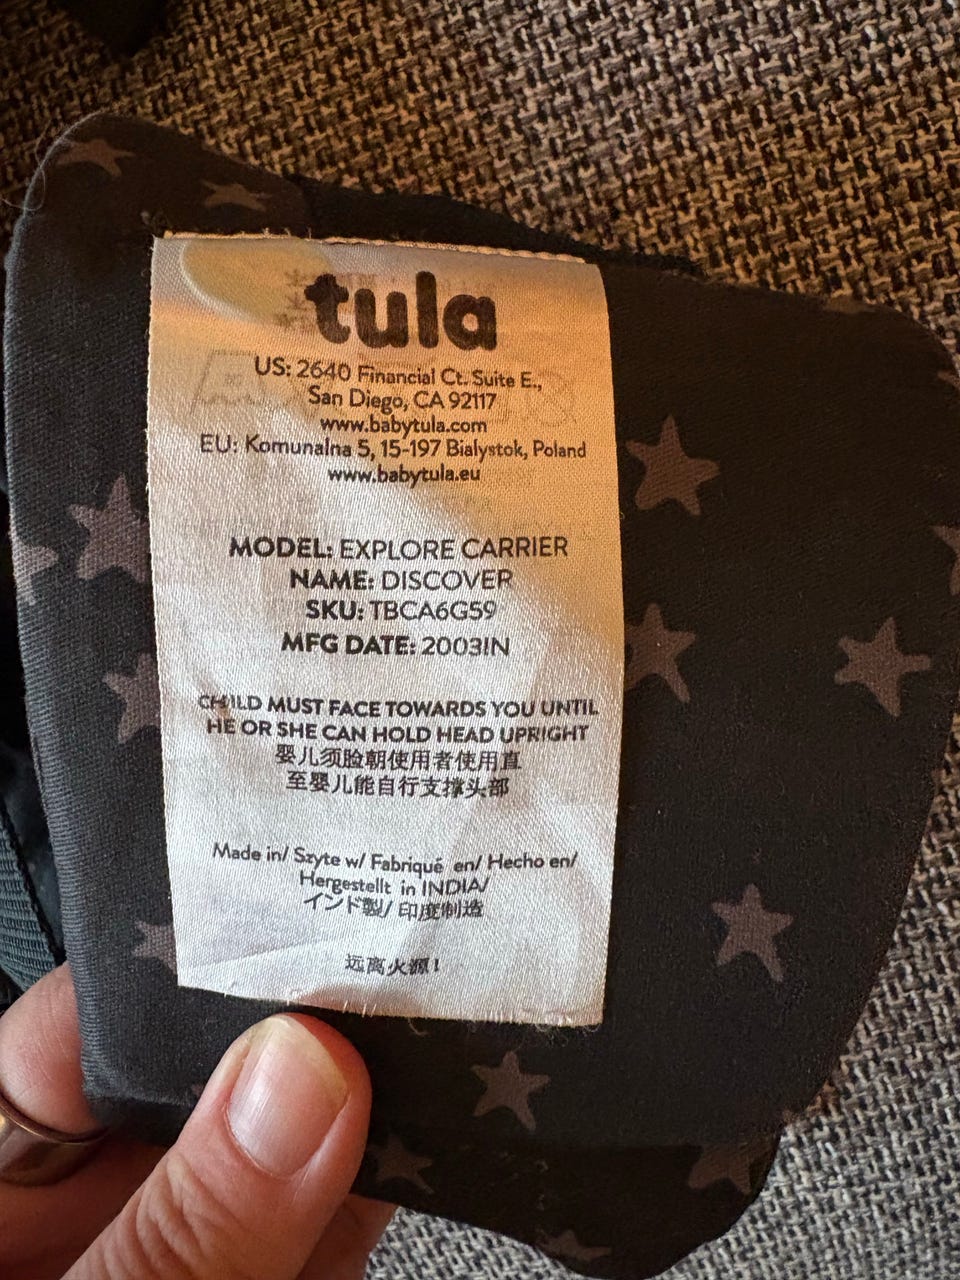 tula
US: 2640 Financial Ct. Suite E.,
San Diego, CA 92117
www.babytula.com
EU: Komunalna 5, 15-197 Bialystok, Poland
www.babytula.eu
MODEL: EXPLORE CARRIER
NAME: DISCOVER
SKU: TBCA6G59
MFG DATE: 2003IN
CHILD MUST FACE TOWARDS YOU UNTIL
HE OR SHE CAN HOLD HEAD UPRIGHT
婴儿须脸朝使用者使用直
至婴儿能自行支撑头部
Made in/ Szyte w/ Fabriqué en/ Hecho en/
Hergestellt in INDIA/
インド製/ 印度制造
远离火源!